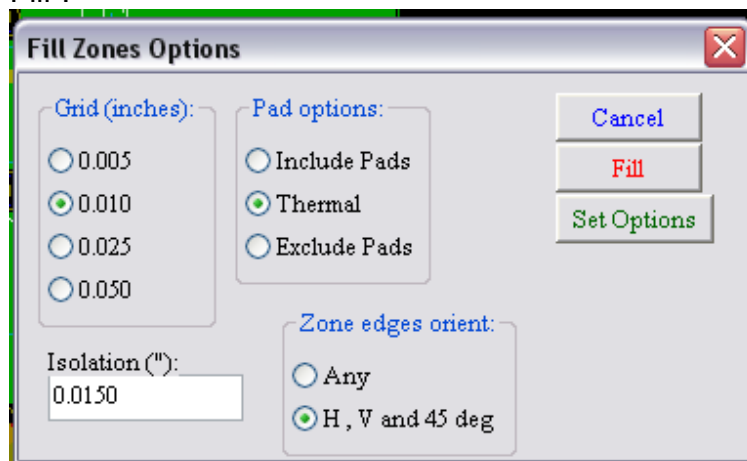 Fill Zones Options
Grid (inches):
0.005
0.010
0.025
0.050
Pad options:
Include Pads
Thermal
Exclude Pads
Cancel
Fill
Set Options
Isolation ("):
0.0150
Zone edges orient:
Any
H , V and 45 deg